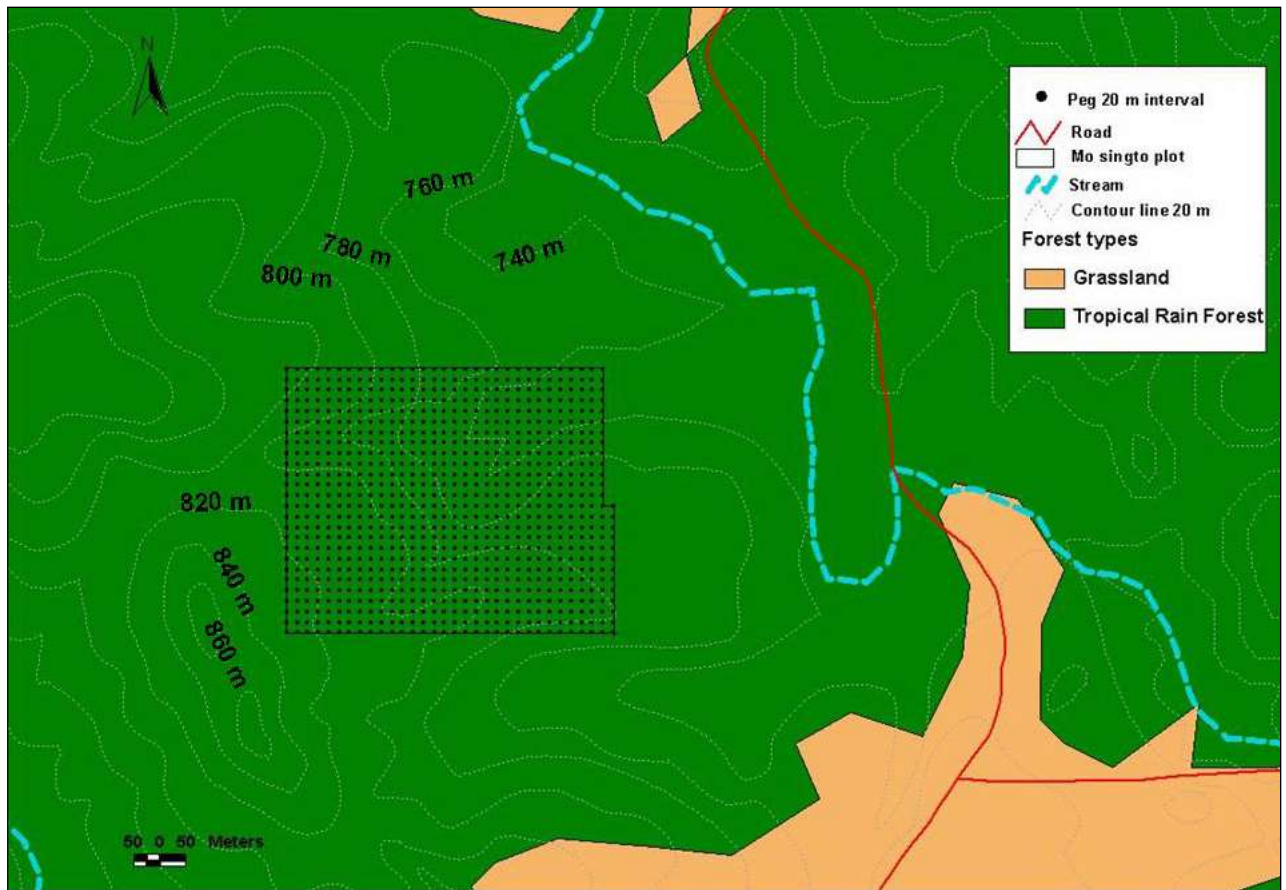 N
Peg 20 m interval
Road
Mo singto plot
Stream
Contour line 20 m
Forest types
Grassland
Tropical Rain Forest
760 m
780 m
740 m
800 m
820 m
840 m
860 m
50 0 50 Meters